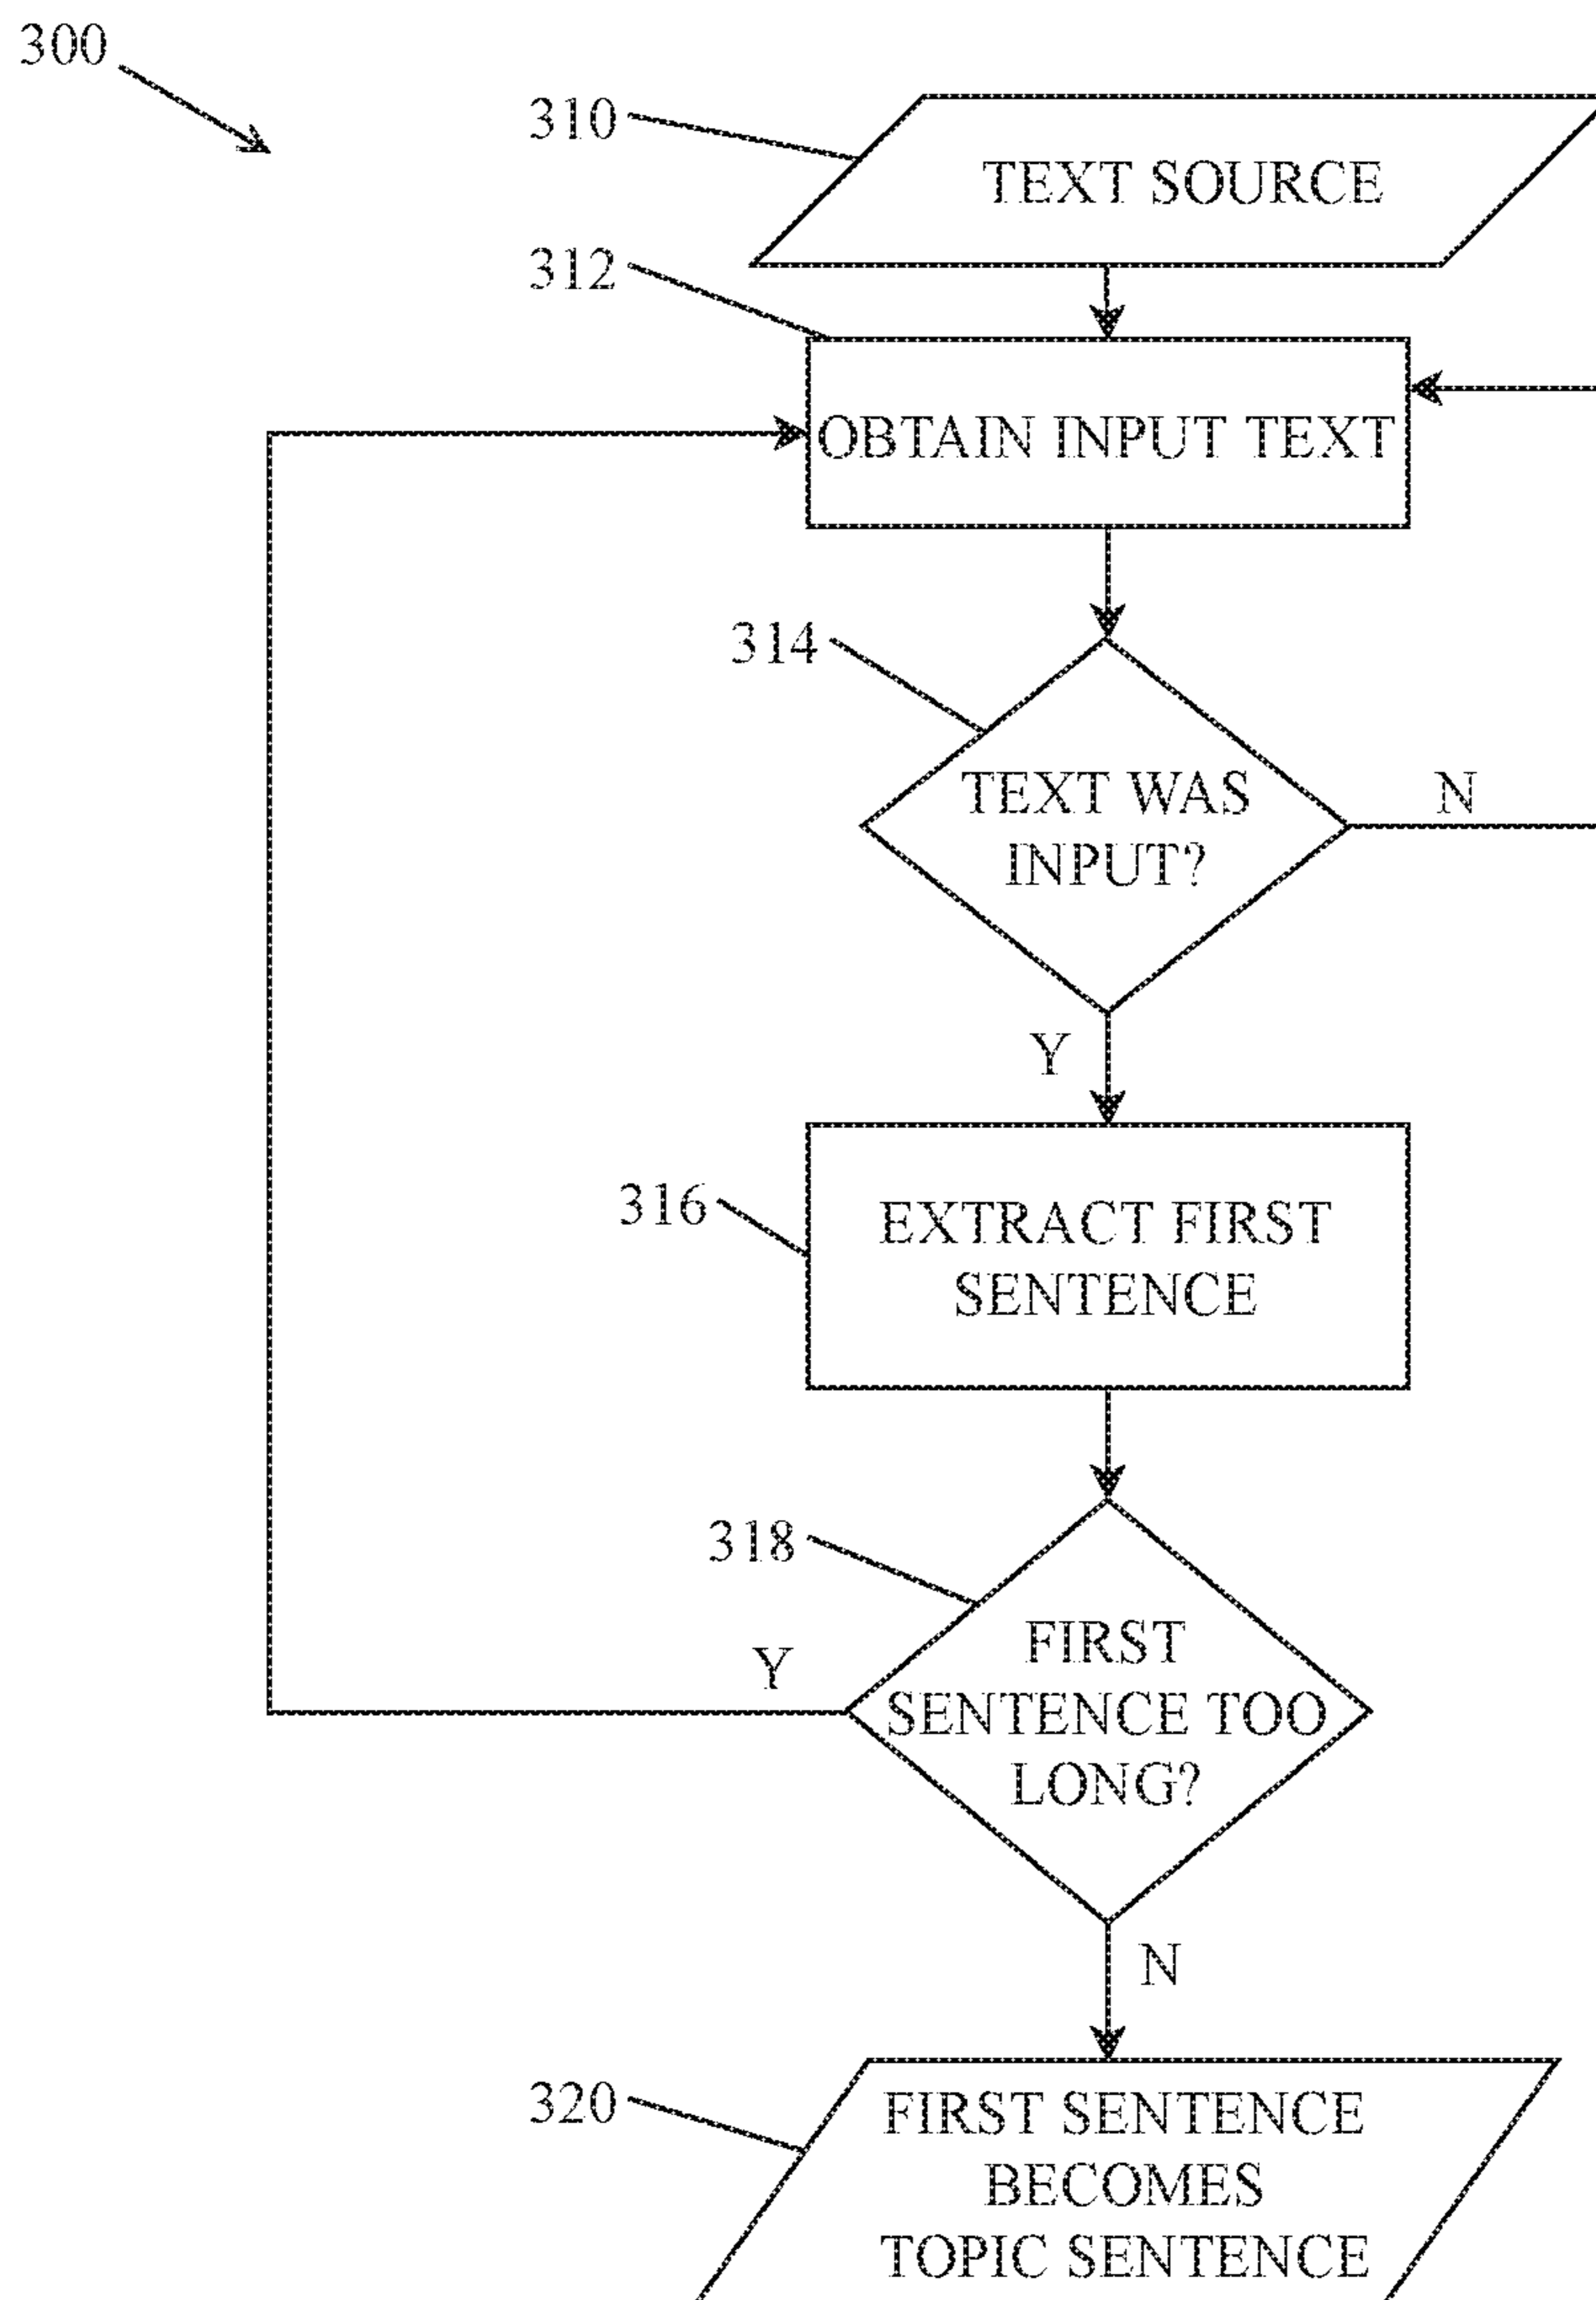 300
310
TEXT SOURCE
312
OBTAIN INPUT TEXT
314
TEXT WAS
INPUT?
N
Y
316
EXTRACT FIRST
SENTENCE
318
FIRST
SENTENCE TOO
LONG?
Y
N
320
FIRST SENTENCE
BECOMES
TOPIC SENTENCE